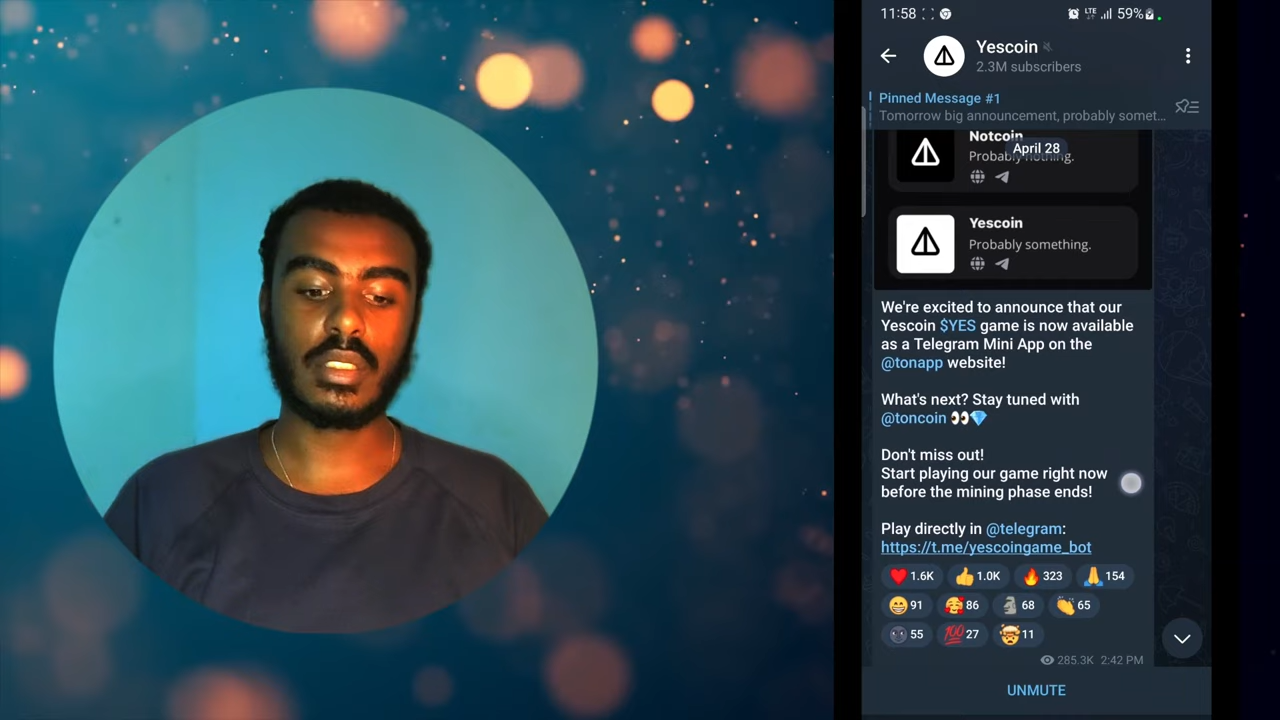 11:58
LTE
59%
Yescoin
2.3M subscribers
Pinned Message #1
Tomorrow big announcement, probably somet...
April 28
Notcoin
Probably nothing.
Yescoin
Probably something.
We're excited to announce that our
Yescoin $YES game is now available
as a Telegram Mini App on the
@tonapp website!
What's next? Stay tuned with
@toncoin 👀💎
Don't miss out!
Start playing our game right now
before the mining phase ends!
Play directly in @telegram:
https://t.me/yescoingame_bot
❤️ 1.6K 👍 1.0K 🔥 323 🙏 154
😁 91 🥰 86 🗿 68 👏 65
🌚 55 💯 27 🤯 11
285.3K 2:42 PM
UNMUTE